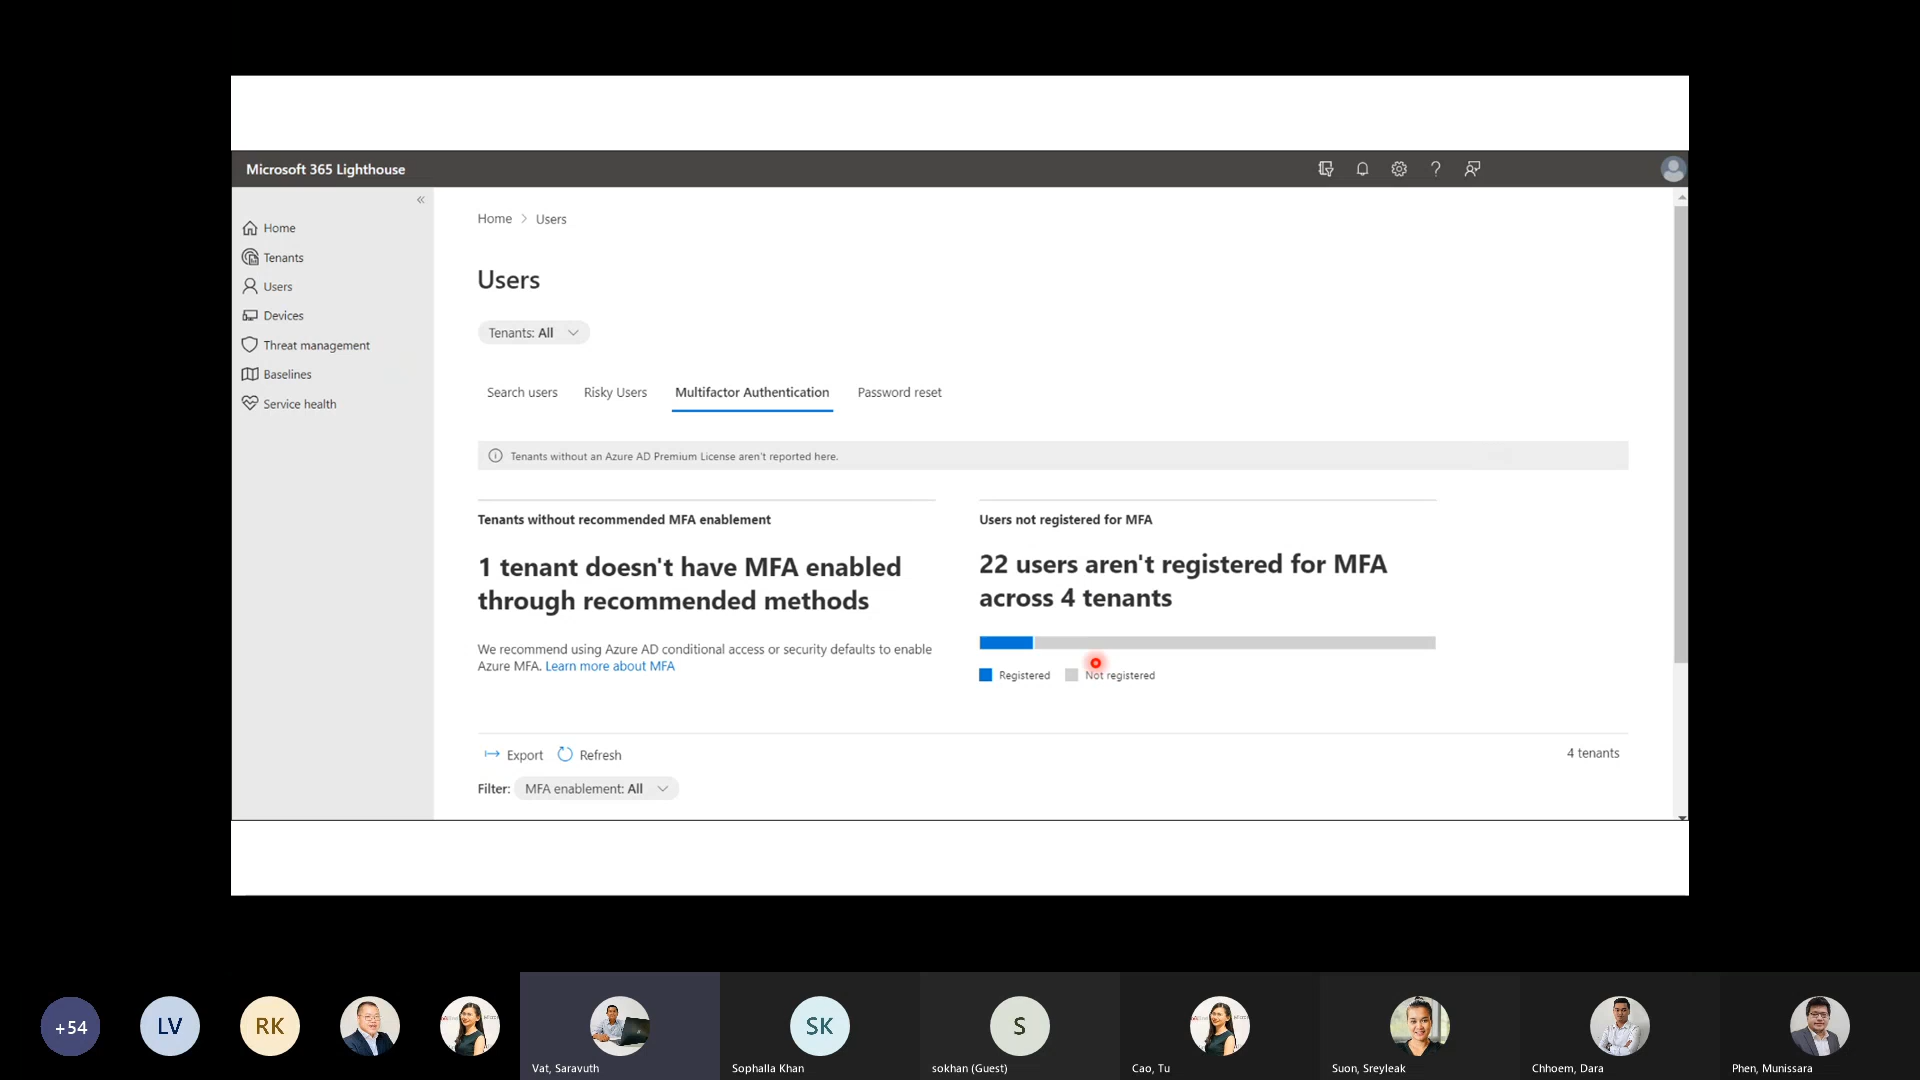 Microsoft 365 Lighthouse
?
«
Home
Tenants
Users
Devices
Threat management
Baselines
Service health
Home > Users
Users
Tenants: All
Search users Risky Users Multifactor Authentication Password reset
Tenants without an Azure AD Premium License aren't reported here.
Tenants without recommended MFA enablement
1 tenant doesn't have MFA enabled
through recommended methods
We recommend using Azure AD conditional access or security defaults to enable
Azure MFA. Learn more about MFA
Users not registered for MFA
22 users aren't registered for MFA
across 4 tenants
Registered Not registered
Export Refresh
4 tenants
Filter: MFA enablement: All
+54
LV
RK
Vat, Saravuth
SK
Sophalla Khan
S
sokhan (Guest)
Cao, Tu
Suon, Sreyleak
Chhoem, Dara
Phen, Munissara